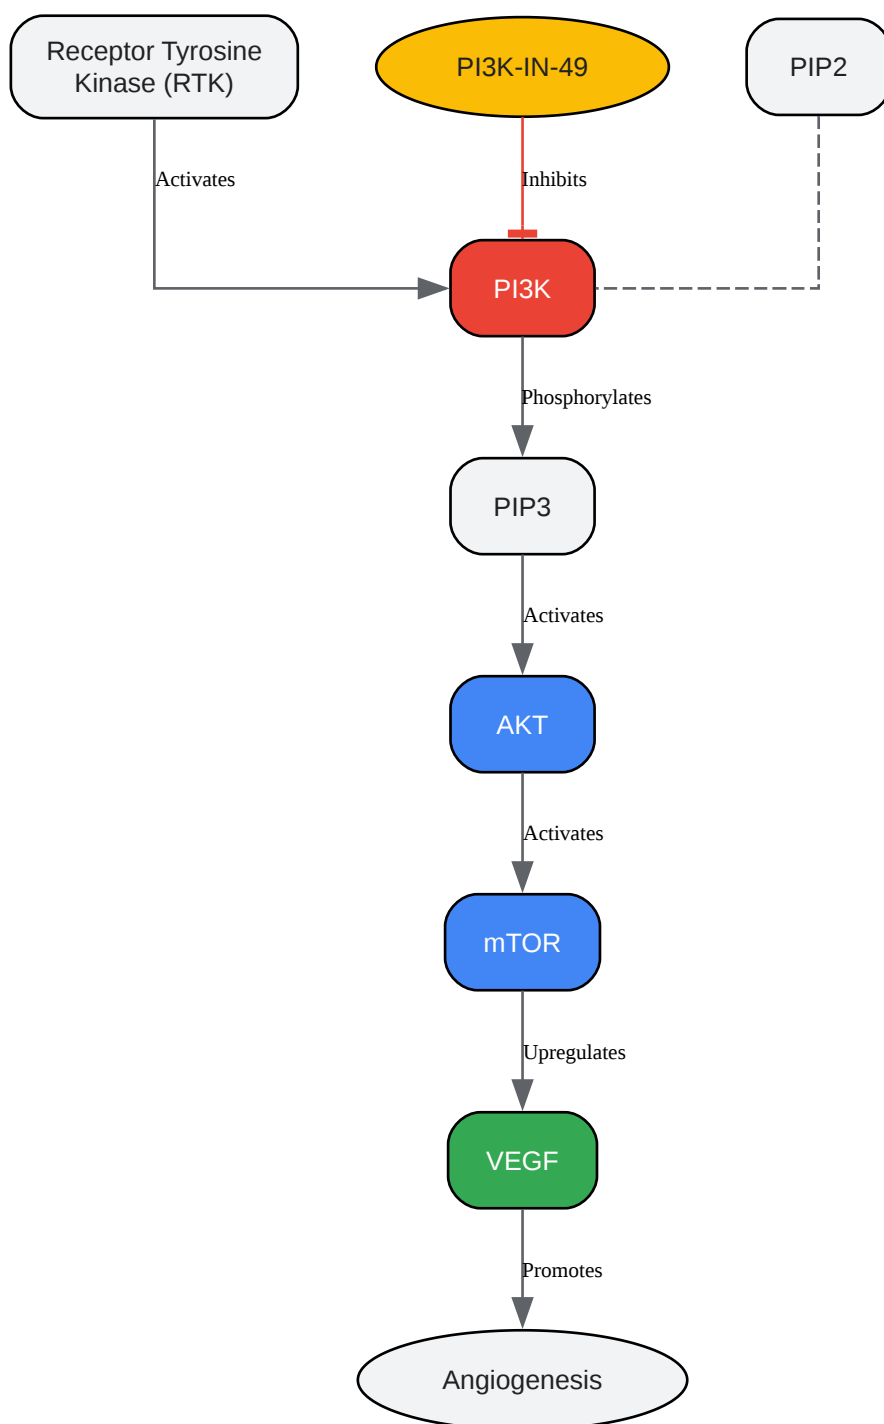 Receptor Tyrosine
Kinase (RTK)
PI3K-IN-49
PIP2
Activates
Inhibits
PI3K
Phosphorylates
PIP3
Activates
AKT
Activates
mTOR
Upregulates
VEGF
Promotes
Angiogenesis